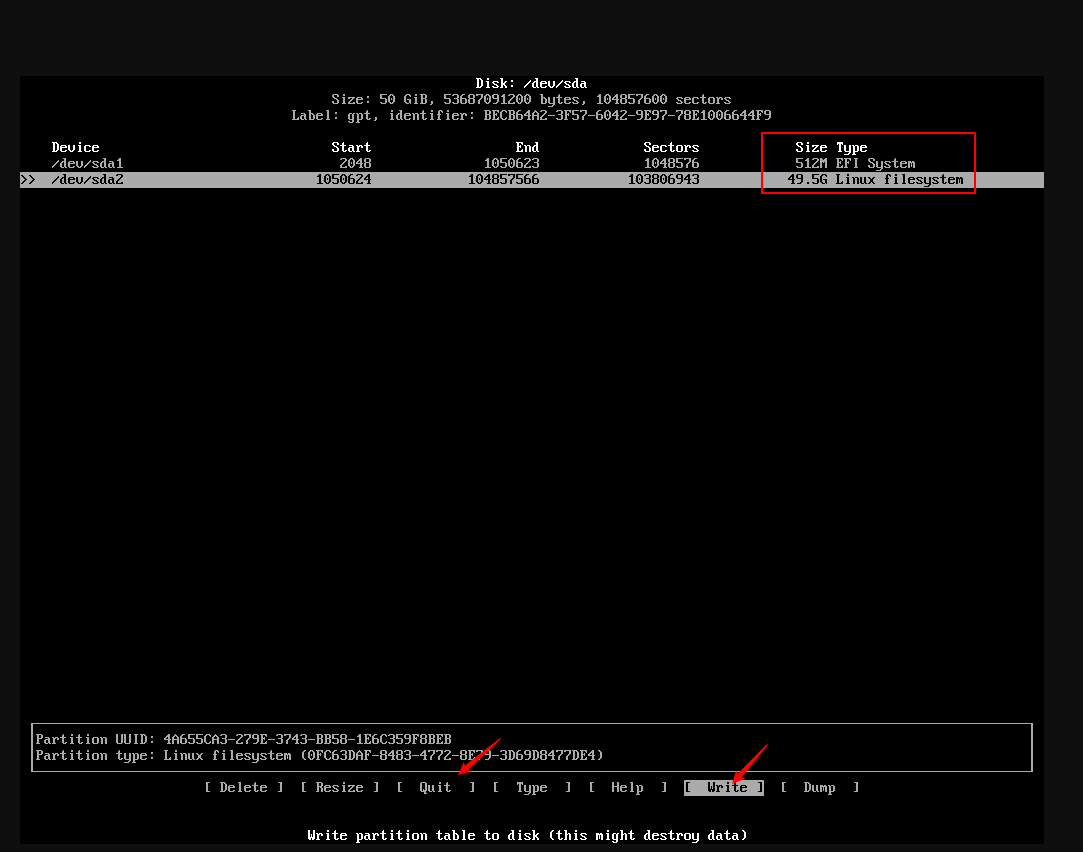 Disk: /dev/sda
Size: 50 GiB, 53687091200 bytes, 104857600 sectors
Label: gpt, identifier: BECB64A2-3F57-6042-9E97-78E1006644F9
Device Start End Sectors Size Type
/dev/sda1 2048 1050623 1048576 512M EFI System
>> /dev/sda2 1050624 104857566 103806943 49.5G Linux filesystem
Partition UUID: 4A655CA3-279E-3743-BB58-1E6C359F8BEB
Partition type: Linux filesystem (0FC63DAF-8483-4772-8E79-3D69D8477DE4)
[ Delete ] [ Resize ] [ Quit ] [ Type ] [ Help ] [ Write ] [ Dump ]
Write partition table to disk (this might destroy data)